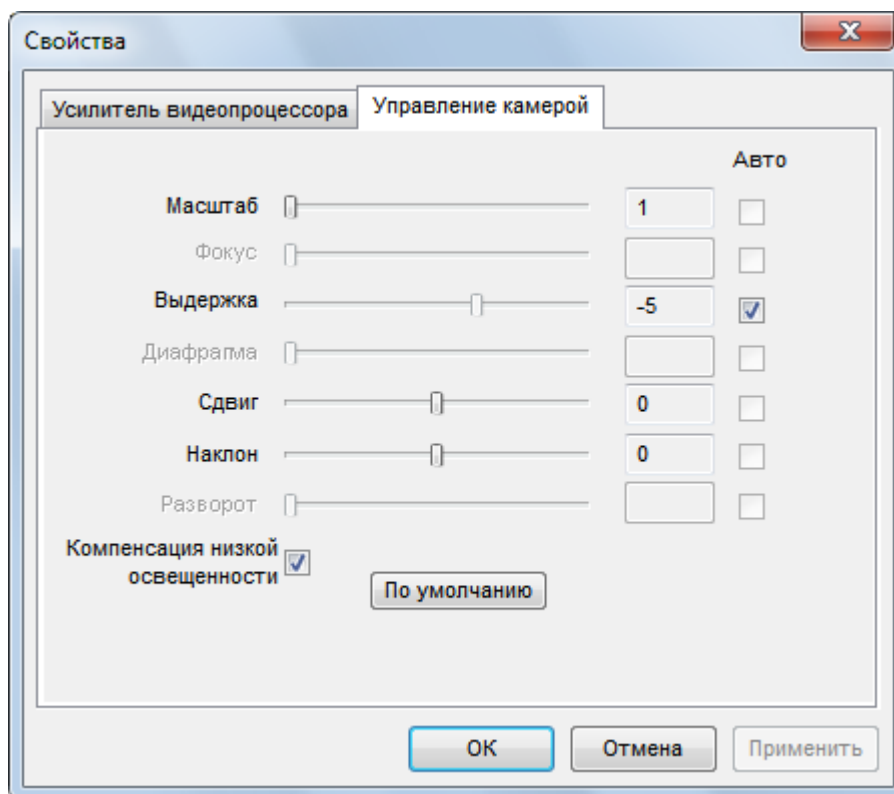 Свойства
Усилитель видеопроцессора Управление камерой
Авто
Масштаб 1
Фокус
Выдержка -5
Диафрагма
Сдвиг 0
Наклон 0
Разворот
Компенсация низкой
освещенности
По умолчанию
ОК Отмена Применить